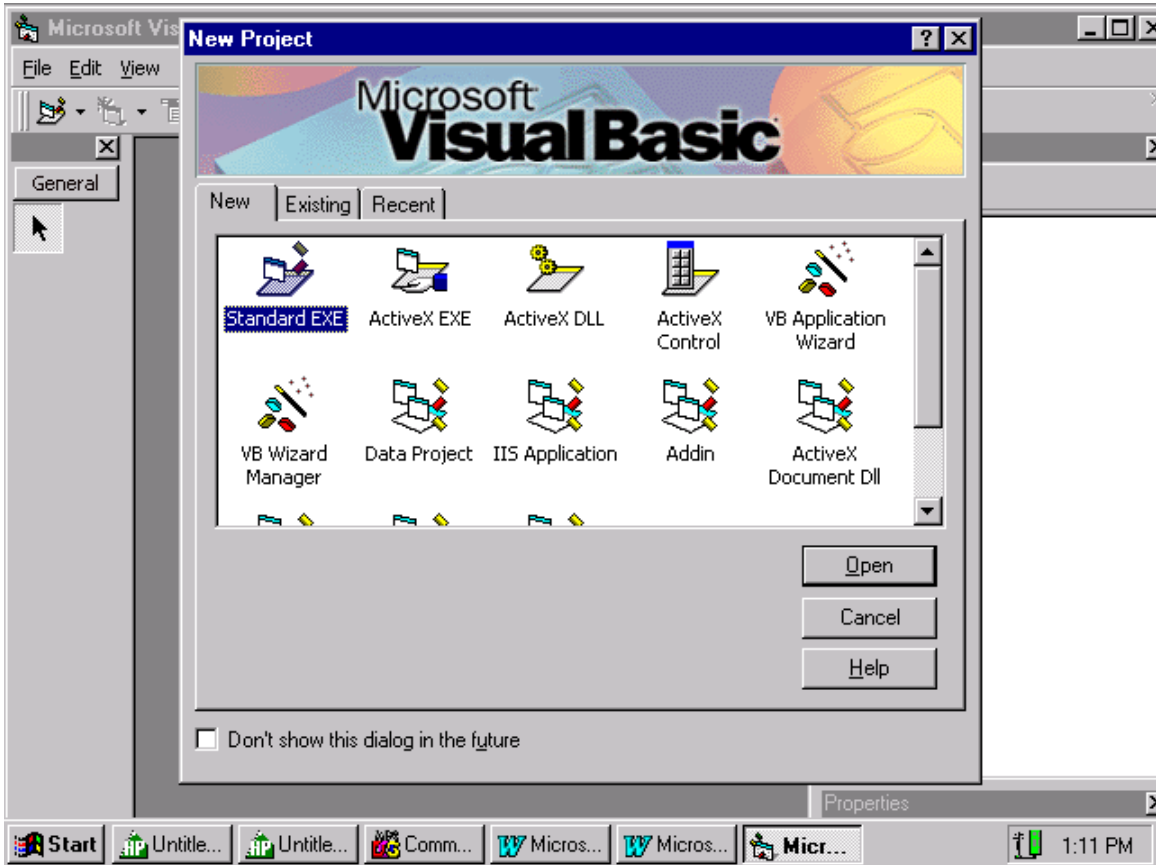 Microsoft Vis
New Project
File Edit View
Microsoft
Visual Basic
General
New Existing Recent
Standard EXE ActiveX EXE ActiveX DLL ActiveX Control VB Application Wizard
VB Wizard Manager Data Project IIS Application Addin ActiveX Document Dll
Open
Cancel
Help
Don't show this dialog in the future
Properties
Start Untitle... Untitle... Comm... Micros... Micros... Micr... 1:11 PM